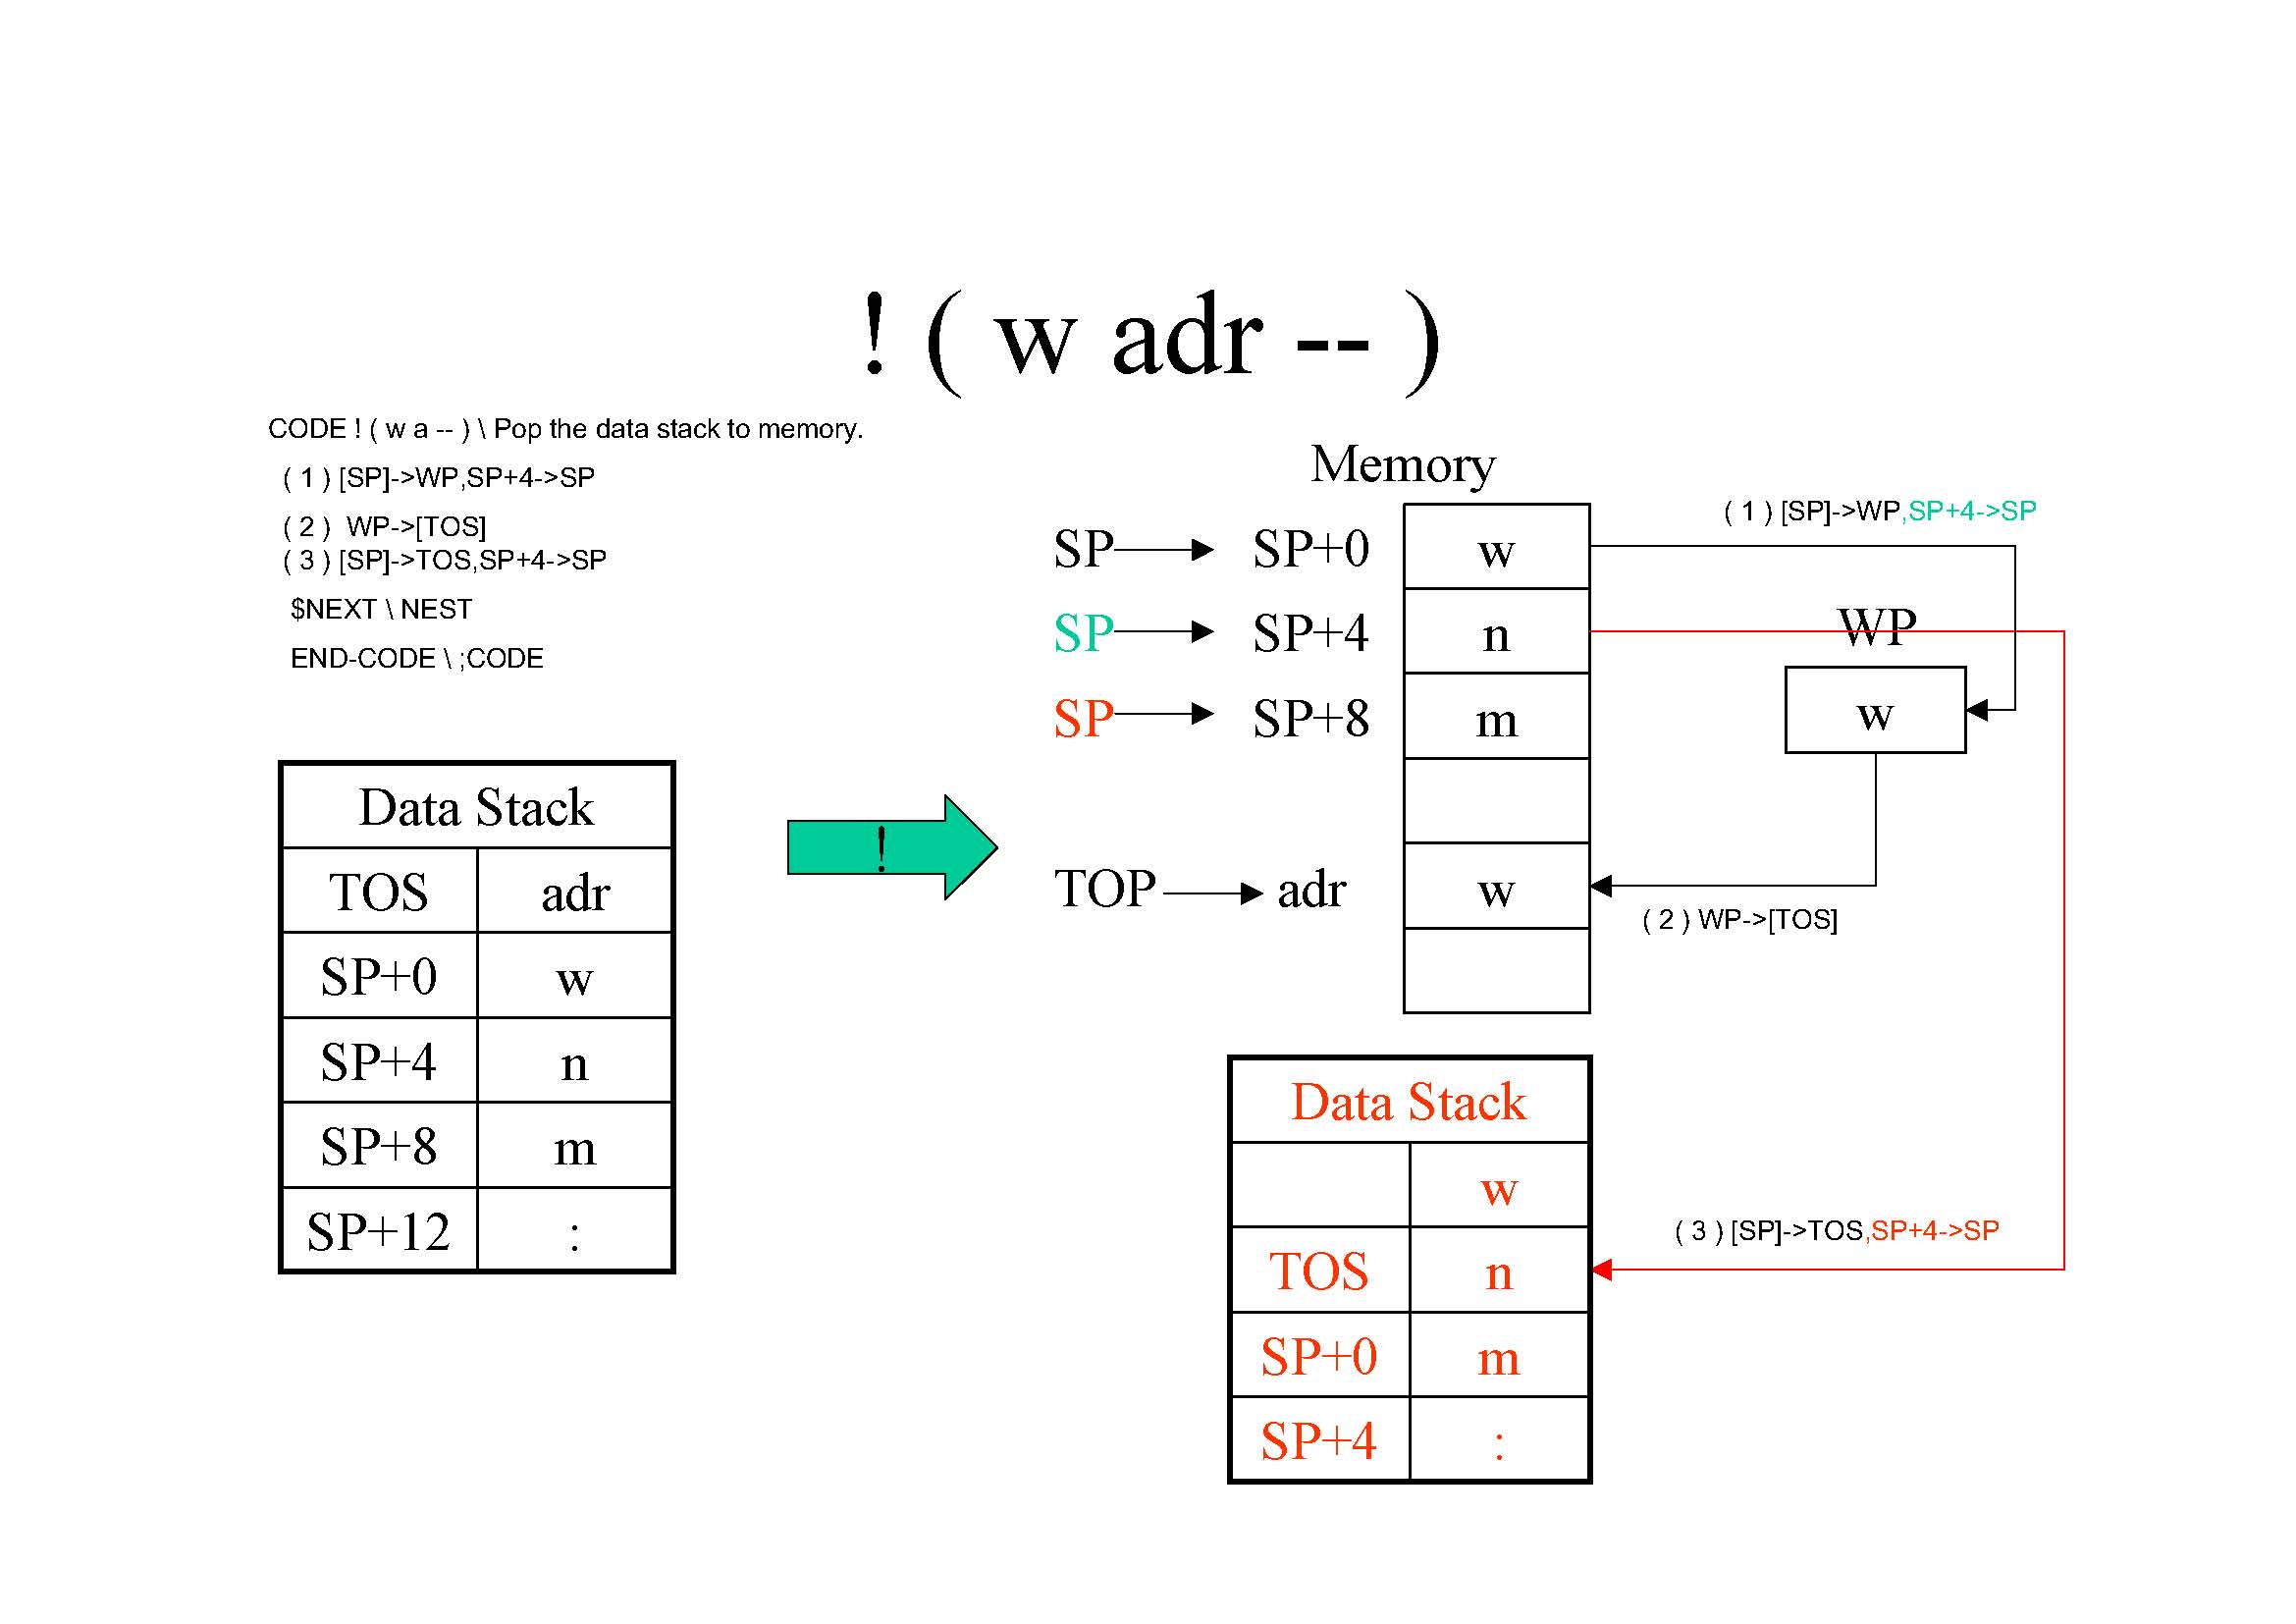 ! ( w adr -- )
CODE ! ( w a -- ) \ Pop the data stack to memory.
( 1 ) [SP]->WP,SP+4->SP
( 2 )  WP->[TOS]
( 3 ) [SP]->TOS,SP+4->SP
$NEXT \ NEST
END-CODE \ ;CODE
Data Stack
TOS adr
SP+0 w
SP+4 n
SP+8 m
SP+12 :
!
Memory
SP SP+0 w
SP SP+4 n
SP SP+8 m
TOP adr w
( 1 ) [SP]->WP,SP+4->SP
WP
w
( 2 ) WP->[TOS]
Data Stack
w
TOS n
SP+0 m
SP+4 :
( 3 ) [SP]->TOS,SP+4->SP